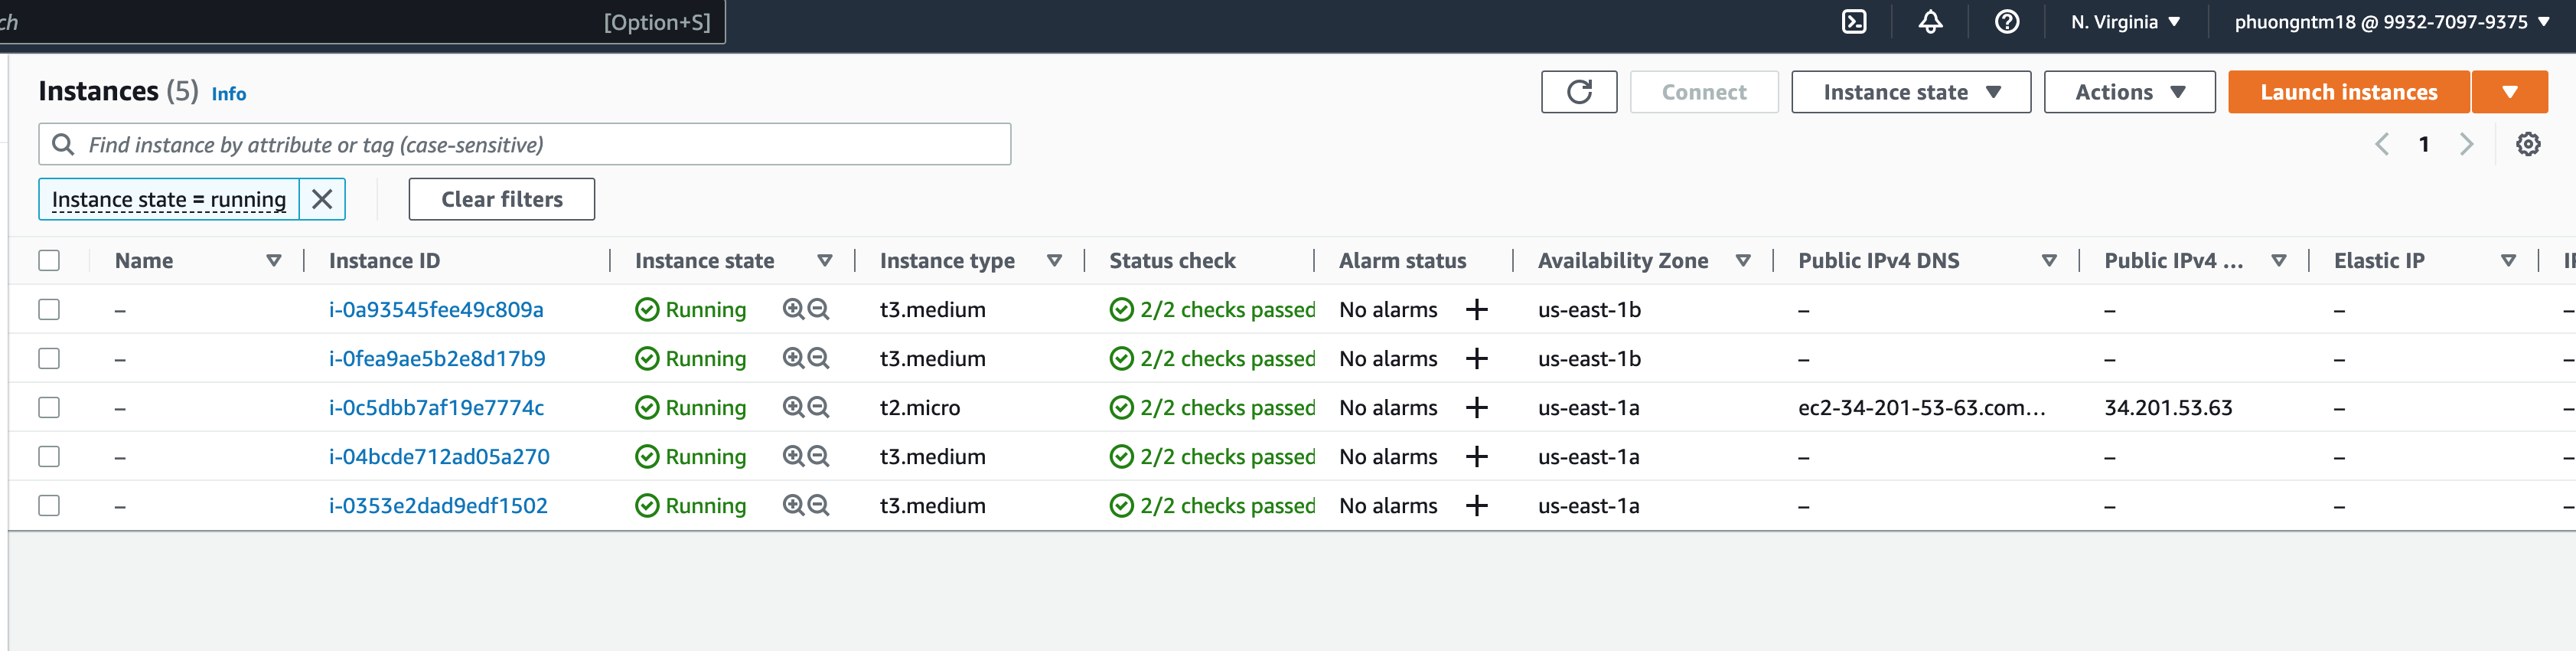 ch [Option+S] N. Virginia ▼ phuongntm18 @ 9932-7097-9375 ▼
Instances (5) Info Connect Instance state ▼ Actions ▼ Launch instances ▼
Find instance by attribute or tag (case-sensitive) 1
Instance state = running Clear filters
Name Instance ID Instance state Instance type Status check Alarm status Availability Zone Public IPv4 DNS Public IPv4 ... Elastic IP
– i-0a93545fee49c809a Running t3.medium 2/2 checks passed No alarms + us-east-1b – – – –
– i-0fea9ae5b2e8d17b9 Running t3.medium 2/2 checks passed No alarms + us-east-1b – – – –
– i-0c5dbb7af19e7774c Running t2.micro 2/2 checks passed No alarms + us-east-1a ec2-34-201-53-63.com... 34.201.53.63 – –
– i-04bcde712ad05a270 Running t3.medium 2/2 checks passed No alarms + us-east-1a – – – –
– i-0353e2dad9edf1502 Running t3.medium 2/2 checks passed No alarms + us-east-1a – – – –